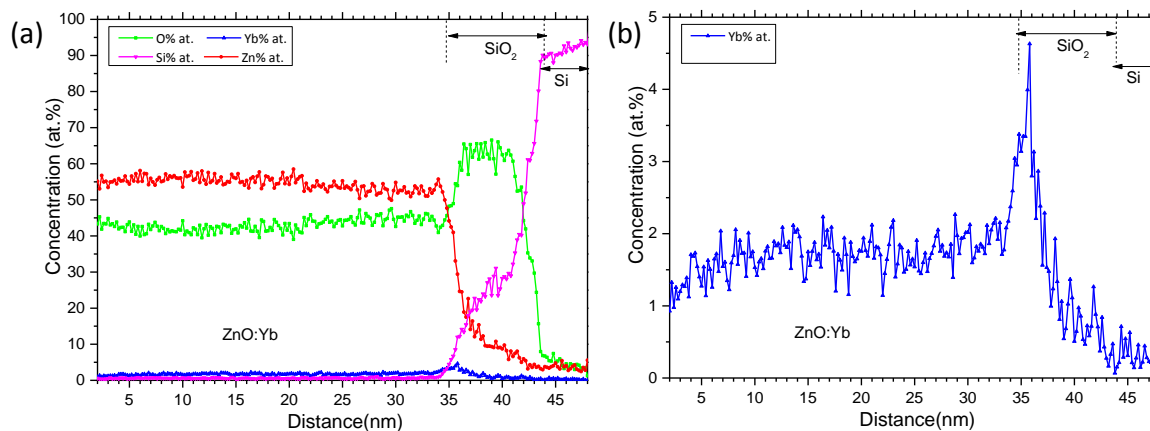 (a)
O% at.
Yb% at.
Si% at.
Zn% at.
SiO2
Si
ZnO:Yb
Concentration (at.%)
100
90
80
70
60
50
40
30
20
10
0
5
10
15
20
25
30
35
40
45
Distance(nm)
(b)
Yb% at.
SiO2
Si
ZnO:Yb
Concentration (at.%)
5
4
3
2
1
0
5
10
15
20
25
30
35
40
45
Distance(nm)